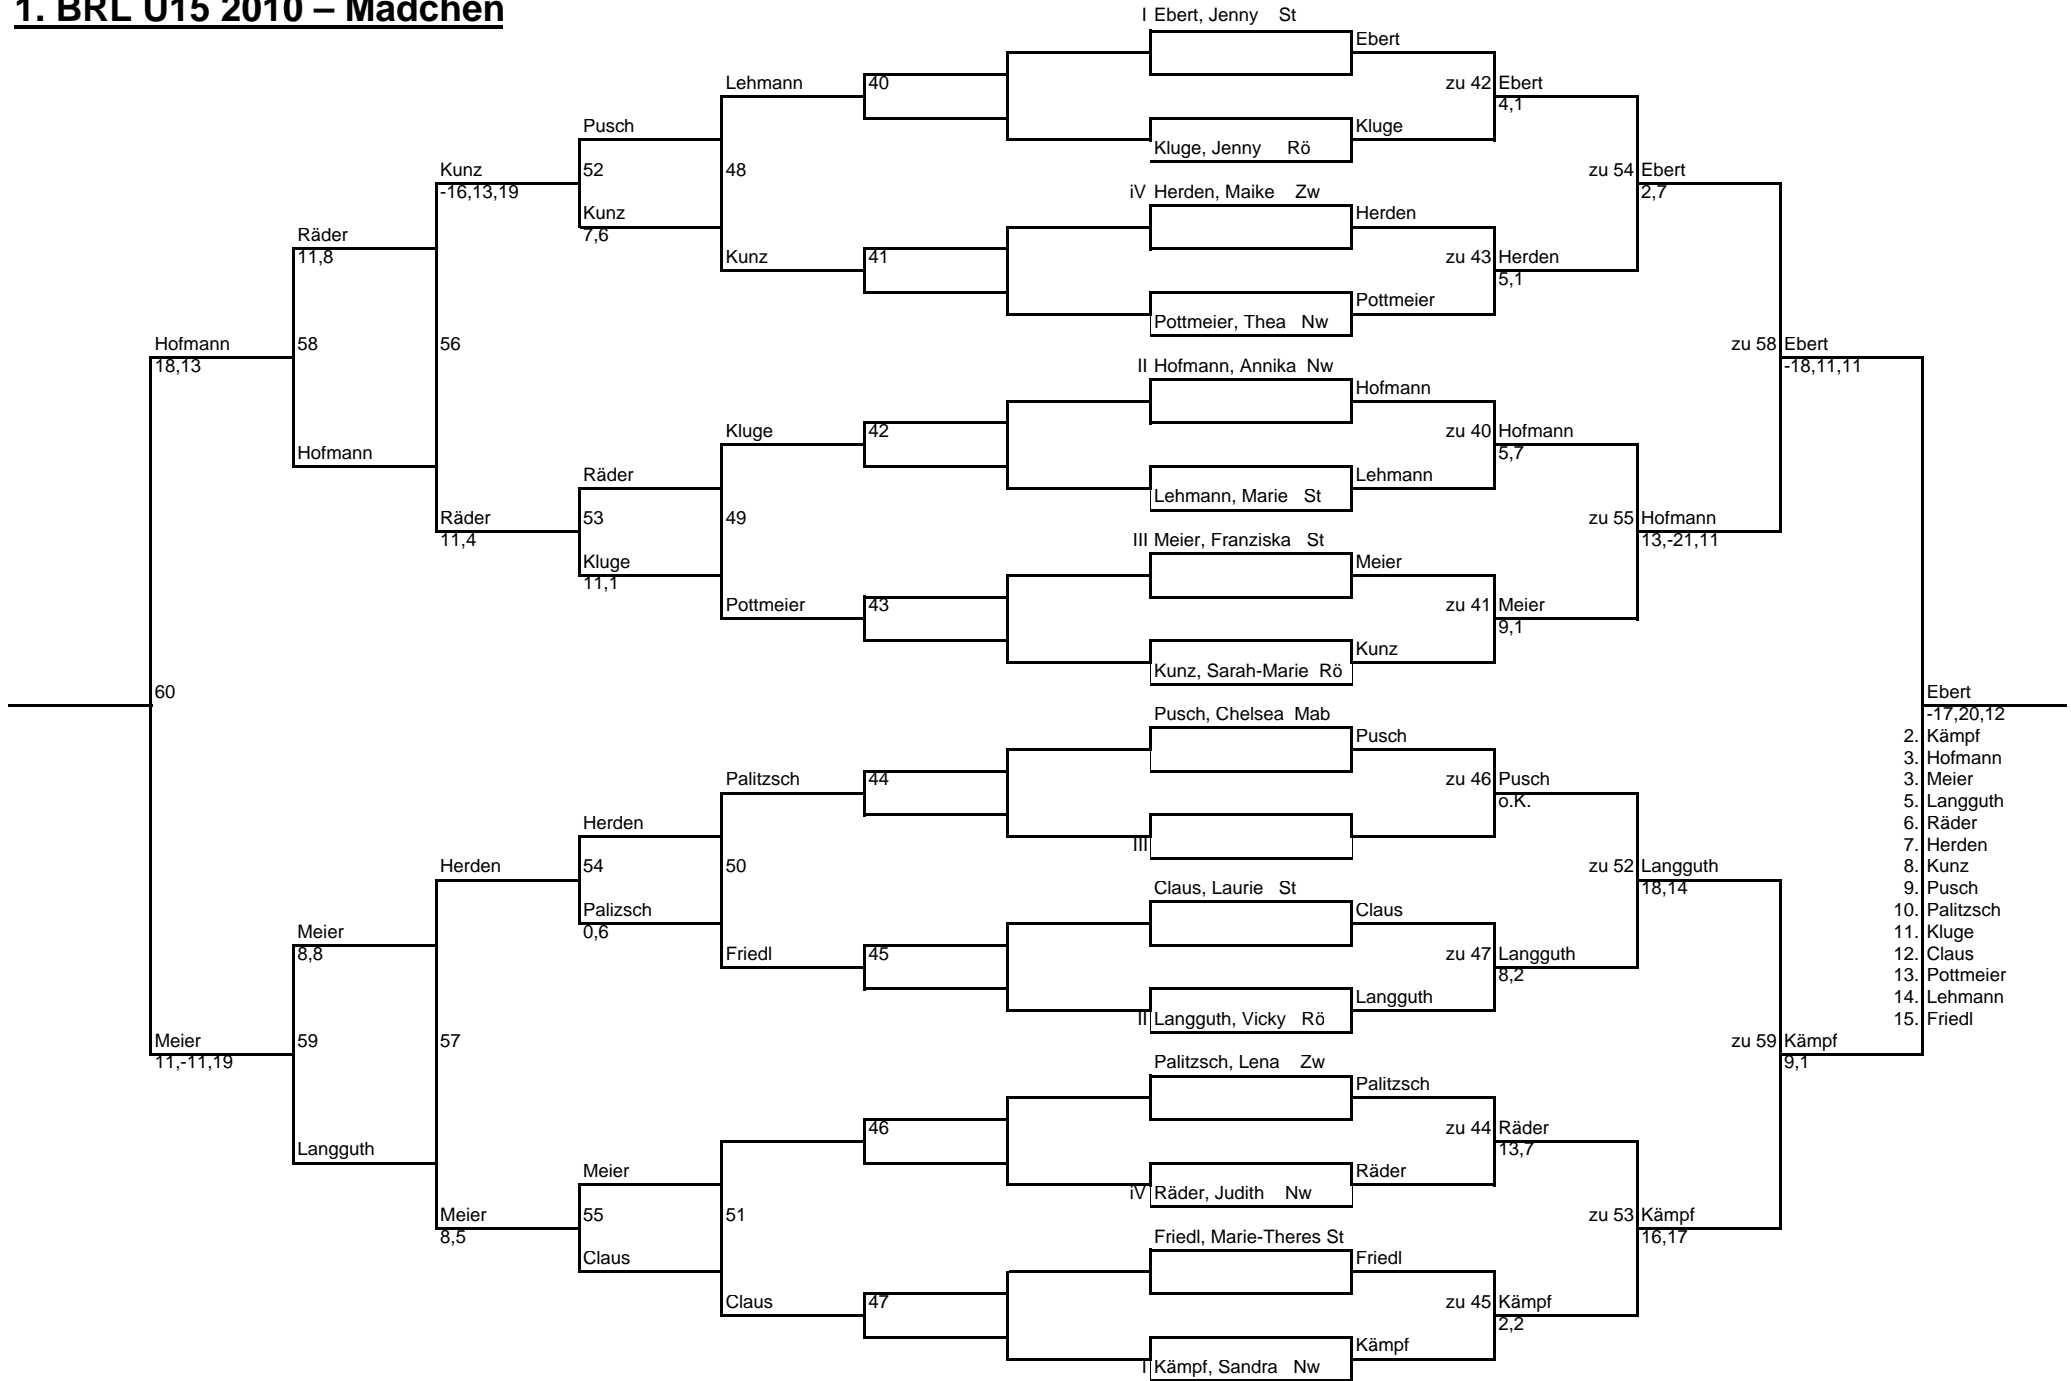 1. BRL U15 2010 – Mädchen
I Ebert, Jenny St
Ebert
Lehmann
40
zu 42 Ebert
4,1
Pusch
Kluge
Kluge, Jenny Rö
Kunz
52
48
zu 54 Ebert
-16,13,19
iV Herden, Maike Zw
2,7
Kunz
Herden
7,6
Räder
11,8
Kunz
41
zu 43 Herden
5,1
Pottmeier
Pottmeier, Thea Nw
Hofmann
58
56
zu 58 Ebert
18,13
II Hofmann, Annika Nw
-18,11,11
Hofmann
Kluge
42
zu 40 Hofmann
5,7
Hofmann
Räder
Lehmann
Lehmann, Marie St
Räder
53
49
zu 55 Hofmann
11,4
III Meier, Franziska St
13,-21,11
Kluge
Meier
11,1
Pottmeier
43
zu 41 Meier
9,1
Kunz
Kunz, Sarah-Marie Rö
60
Ebert
Pusch, Chelsea Mab
-17,20,12
Pusch
2. Kämpf
3. Hofmann
Palitzsch
44
zu 46 Pusch
3. Meier
o.K.
5. Langguth
Herden
6. Räder
III
7. Herden
Herden
54
50
zu 52 Langguth
8. Kunz
Claus, Laurie St
18,14
9. Pusch
Palizsch
Claus
10. Palitzsch
0,6
Meier
11. Kluge
8,8
Friedl
45
zu 47 Langguth
12. Claus
8,2
13. Pottmeier
Langguth
14. Lehmann
II Langguth, Vicky Rö
15. Friedl
Meier
59
57
zu 59 Kämpf
11,-11,19
Palitzsch, Lena Zw
9,1
Palitzsch
46
zu 44 Räder
Langguth
13,7
Meier
Räder
iV Räder, Judith Nw
Meier
55
51
zu 53 Kämpf
8,5
Friedl, Marie-Theres St
16,17
Claus
Friedl
Claus
47
zu 45 Kämpf
2,2
Kämpf
I Kämpf, Sandra Nw